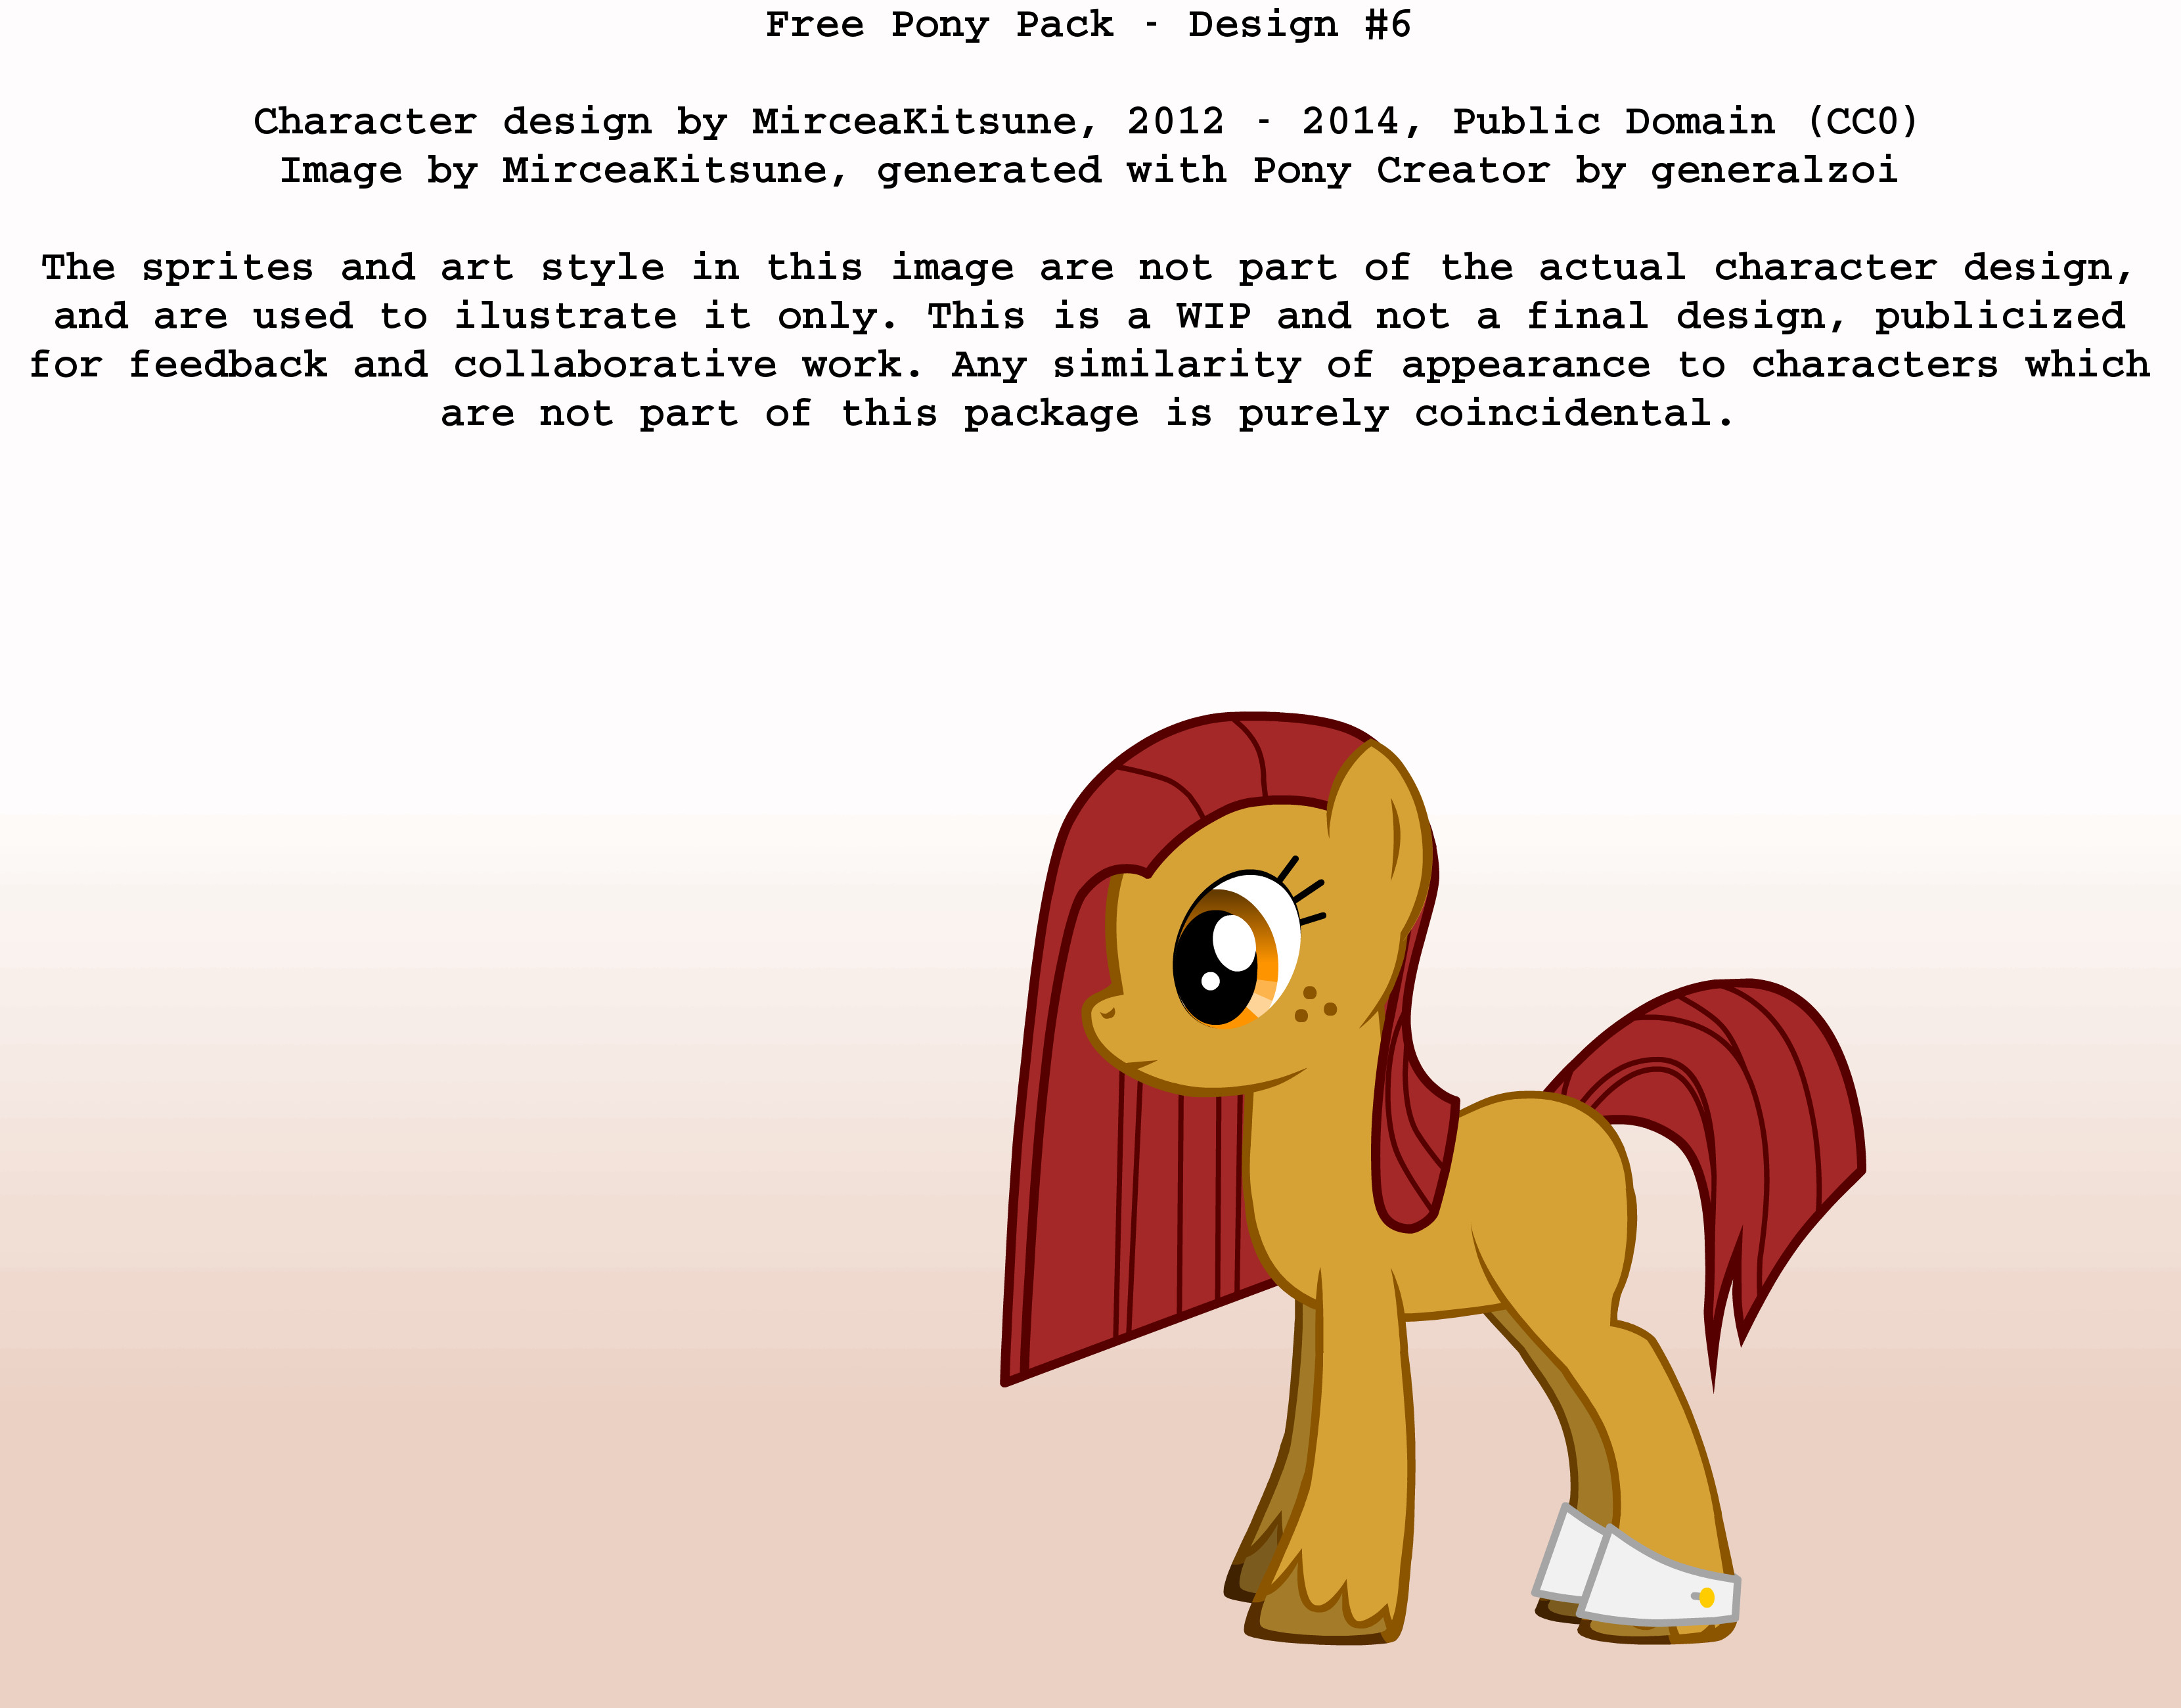 Free Pony Pack - Design #6
Character design by MirceaKitsune, 2012 - 2014, Public Domain (CC0)
Image by MirceaKitsune, generated with Pony Creator by generalzoi
The sprites and art style in this image are not part of the actual character design,
and are used to ilustrate it only. This is a WIP and not a final design, publicized
for feedback and collaborative work. Any similarity of appearance to characters which
are not part of this package is purely coincidental.